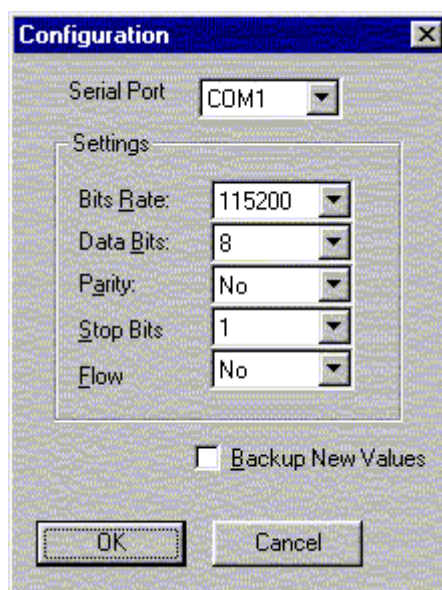 Configuration
Serial Port COM1
Settings
Bits Rate: 115200
Data Bits: 8
Parity: No
Stop Bits 1
Flow No
Backup New Values
OK Cancel